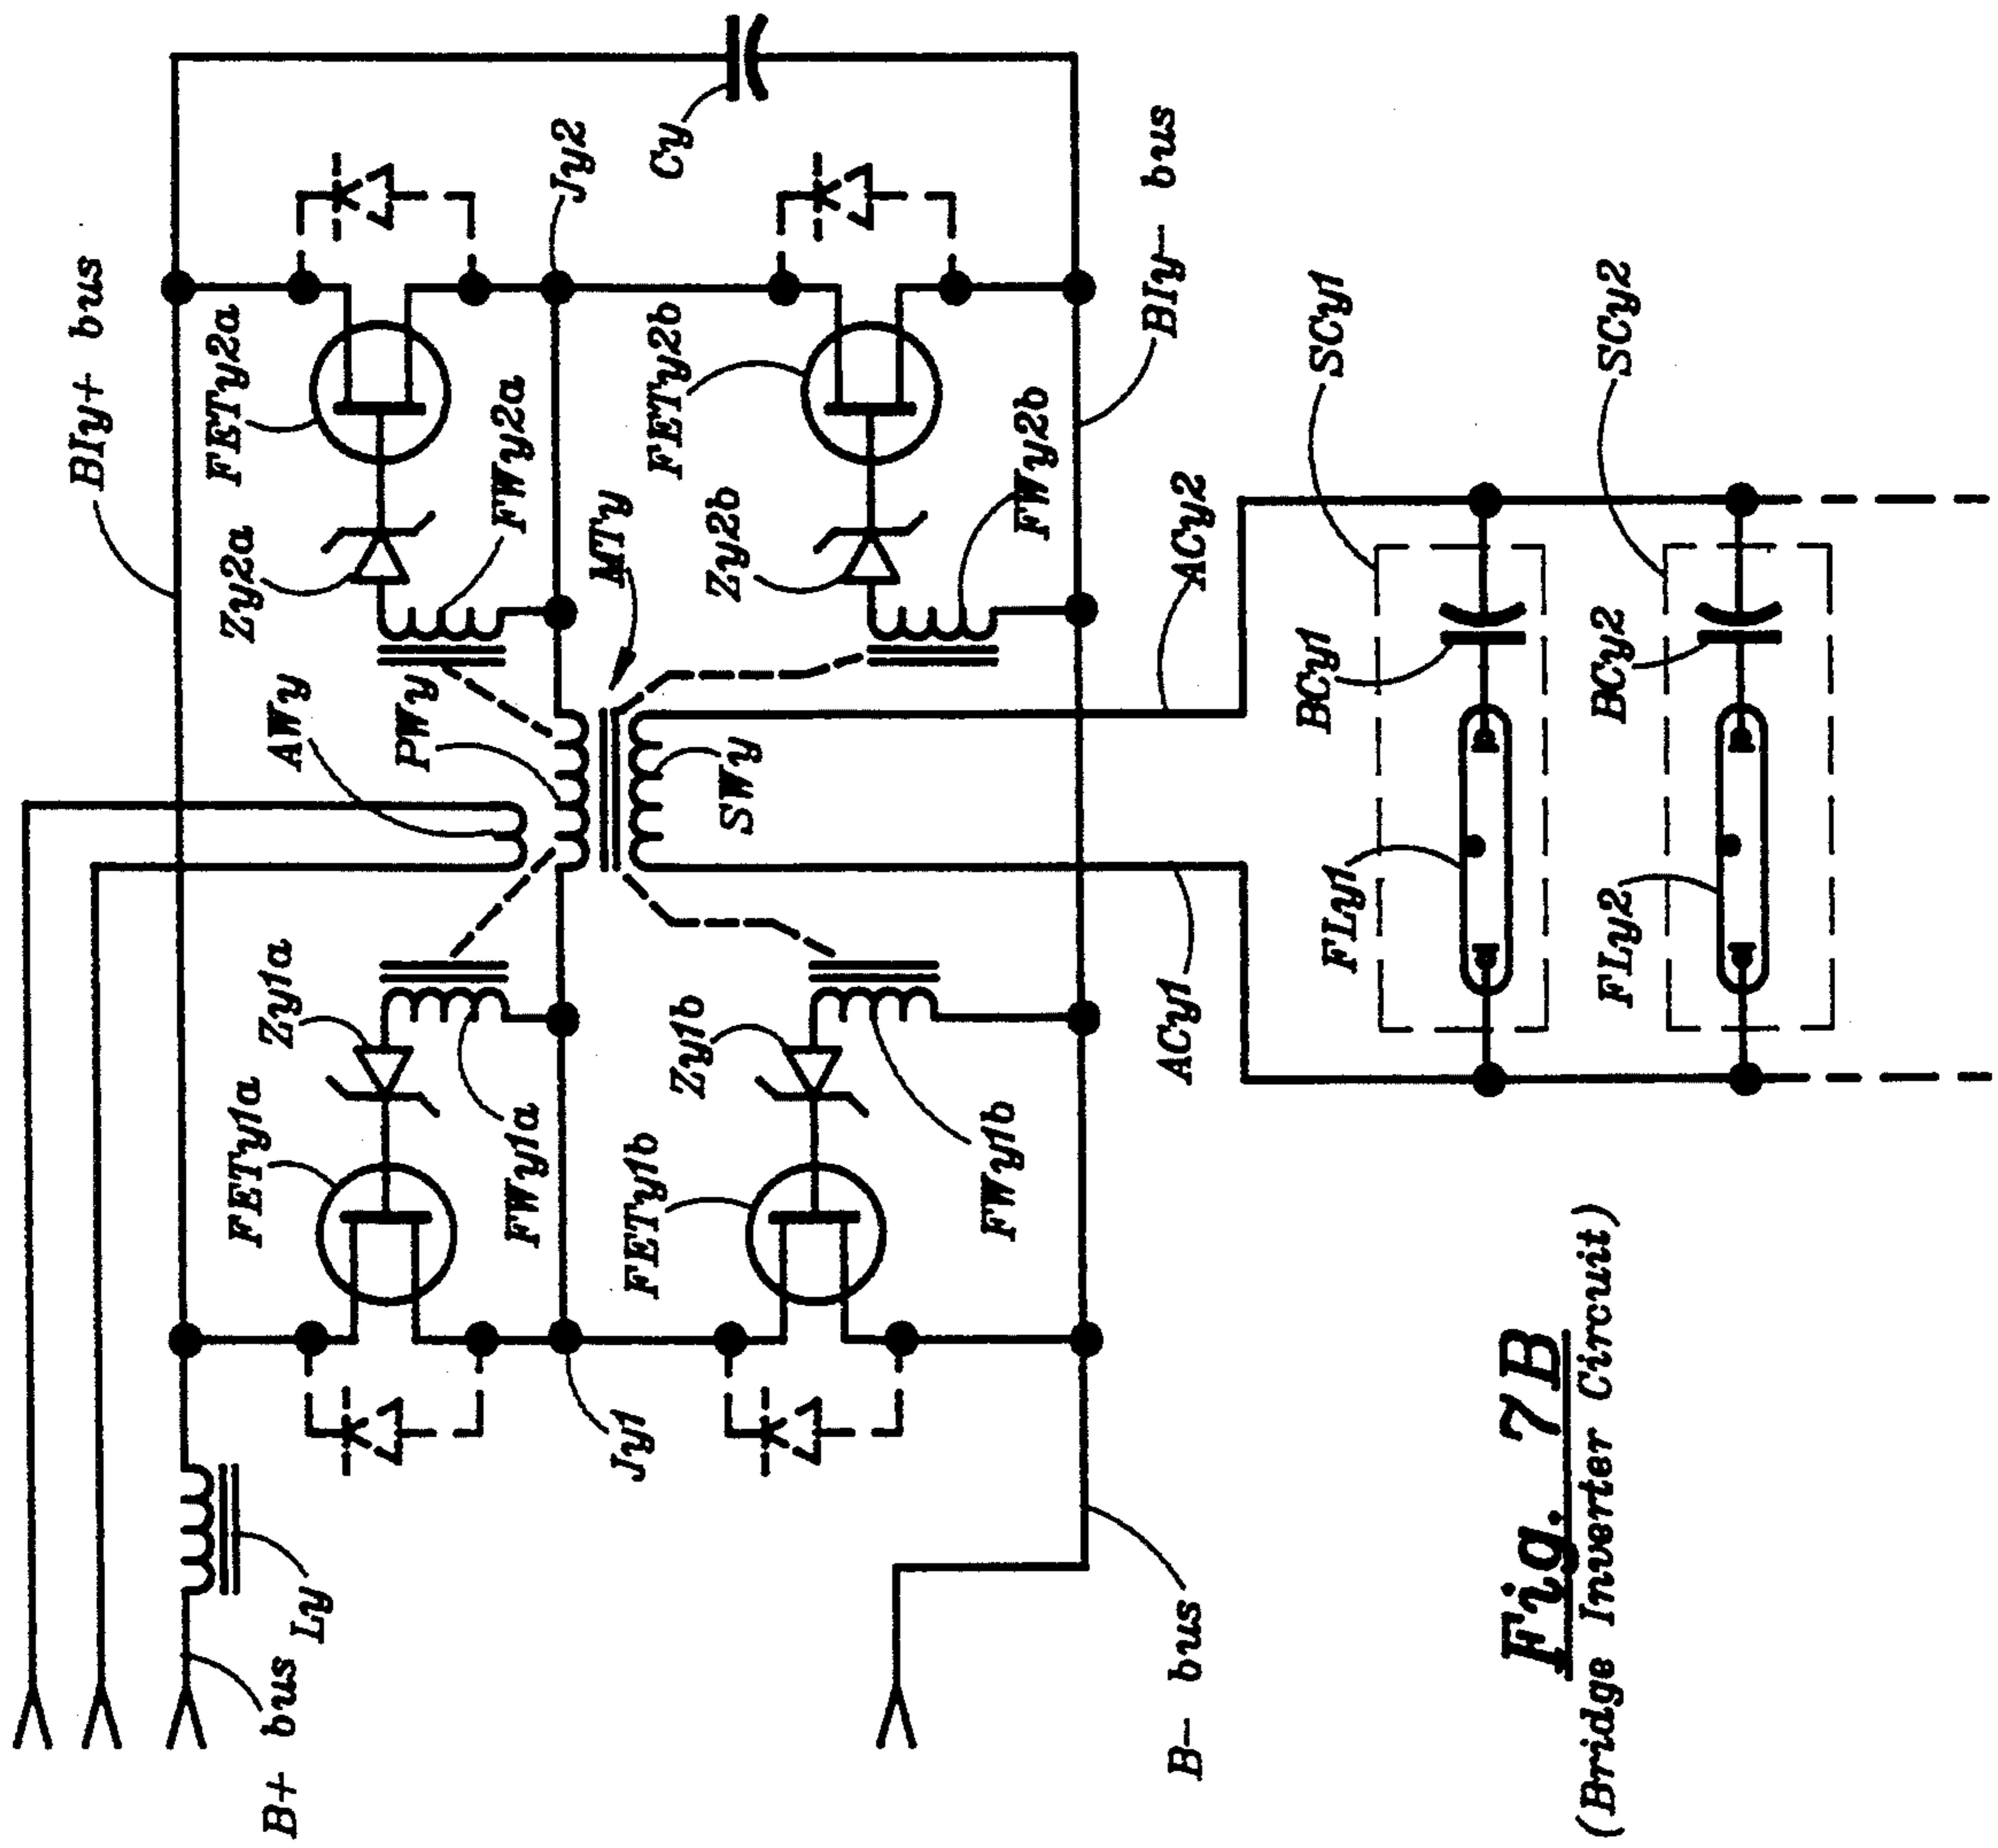 B+ bus
Ly
BIy+ bus
AWy
FETy1a
Zy1a
FWy1a
Zy2a
FETy2a
FWy2a
PWy
MTy
SWy
Jy1
Jy2
Cy
FETy1b
Zy1b
FWy1b
Zy2b
FETy2b
FWy2b
B- bus
BIy- bus
ACy1
ACy2
SCy1
BCy1
FLy1
SCy2
BCy2
FLy2
Fig. 7B
(Bridge Inverter Circuit)